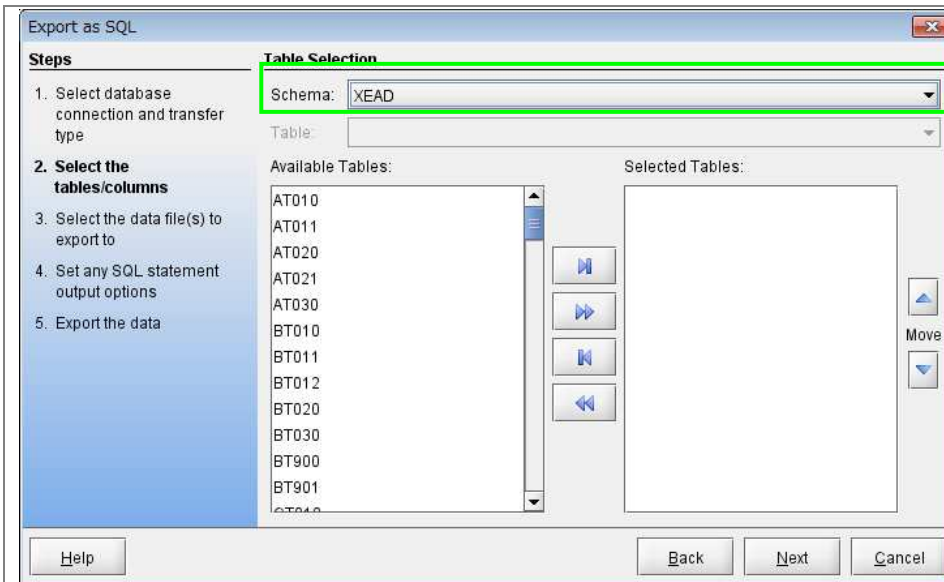 Export as SQL
Steps
1. Select database
connection and transfer
type
2. Select the
tables/columns
3. Select the data file(s) to
export to
4. Set any SQL statement
output options
5. Export the data
Table Selection
Schema: XEAD
Table:
Available Tables:
AT010
AT011
AT020
AT021
AT030
BT010
BT011
BT012
BT020
BT030
BT900
BT901
Selected Tables:
Move
Help
Back
Next
Cancel